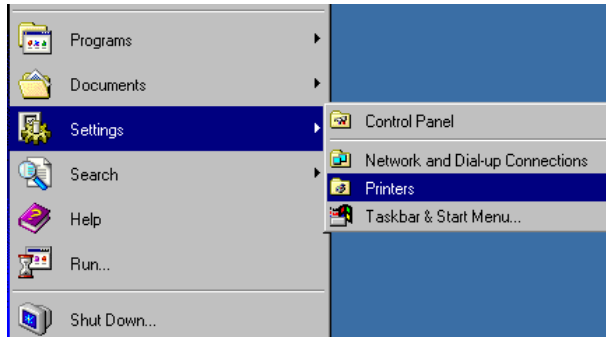 Programs
Documents
Settings
Search
Help
Run...
Shut Down...
Control Panel
Network and Dial-up Connections
Printers
Taskbar & Start Menu...